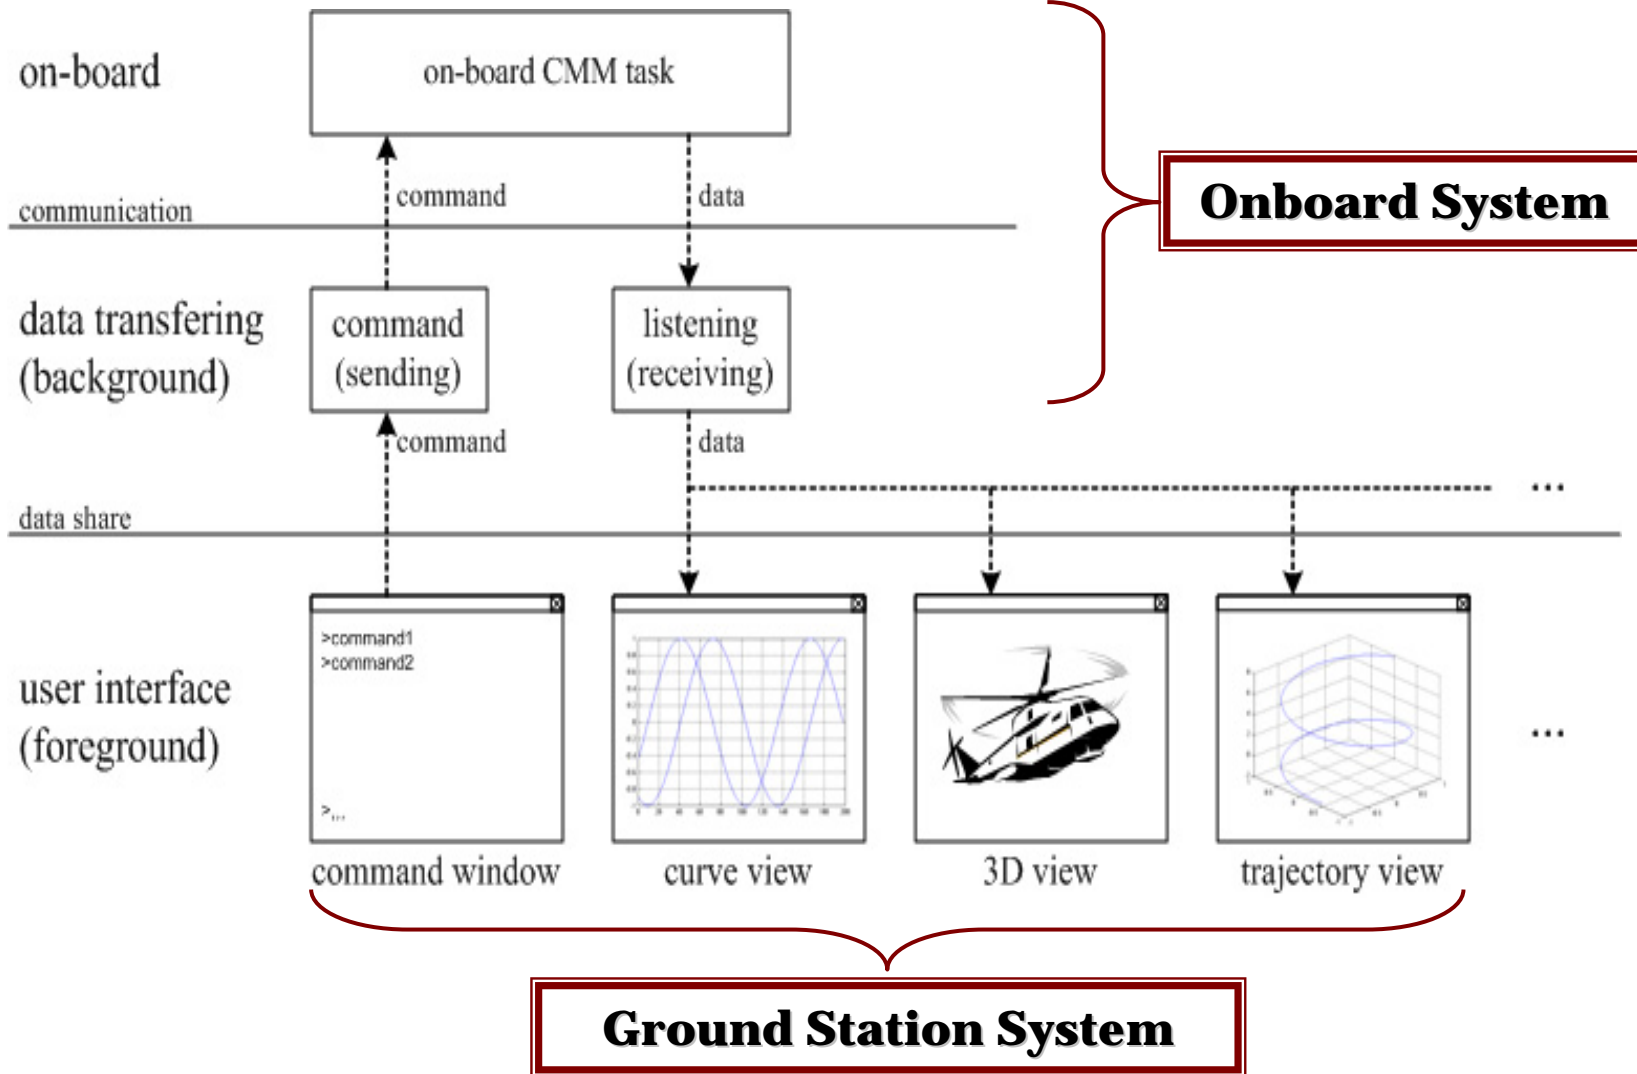 on-board
on-board CMM task
Onboard System
communication
command
data
data transfering
(background)
command
(sending)
listening
(receiving)
command
data
...
data share
user interface
(foreground)
>command1
>command2
>...
...
command window
curve view
3D view
trajectory view
Ground Station System